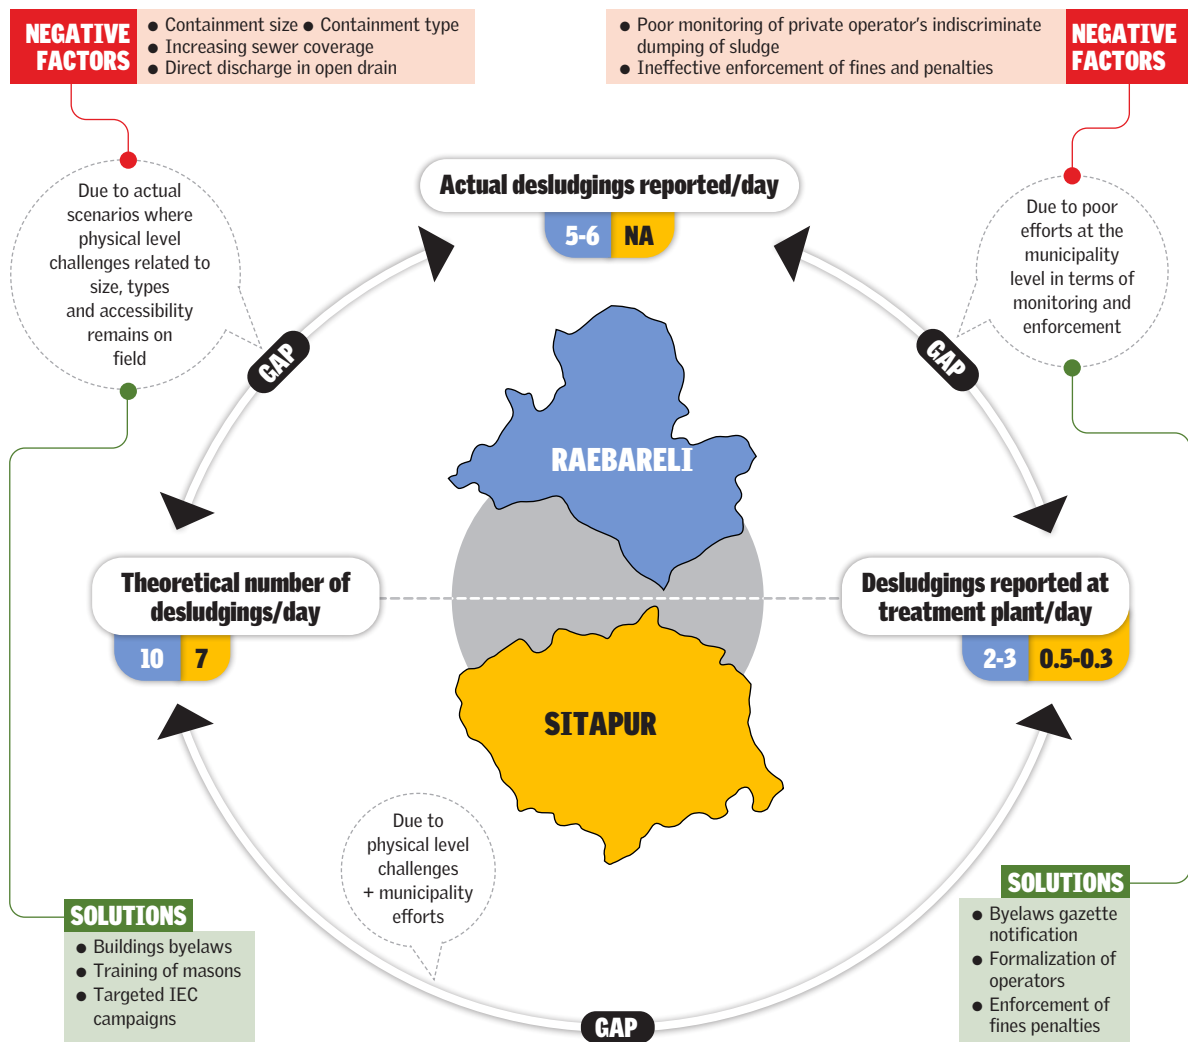 NEGATIVE
FACTORS
● Containment size ● Containment type
● Increasing sewer coverage
● Direct discharge in open drain
● Poor monitoring of private operator’s indiscriminate
dumping of sludge
● Ineffective enforcement of fines and penalties
NEGATIVE
FACTORS
Due to actual
scenarios where
physical level
challenges related to
size, types
and accessibility
remains on
field
Actual desludgings reported/day
5-6 NA
Due to poor
efforts at the
municipality
level in terms of
monitoring and
enforcement
GAP
GAP
RAEBARELI
Theoretical number of
desludgings/day
10 7
Desludgings reported at
treatment plant/day
2-3 0.5-0.3
SITAPUR
Due to
physical level
challenges
+ municipality
efforts
SOLUTIONS
● Buildings byelaws
● Training of masons
● Targeted IEC
campaigns
SOLUTIONS
● Byelaws gazette
notification
● Formalization of
operators
● Enforcement of
fines penalties
GAP